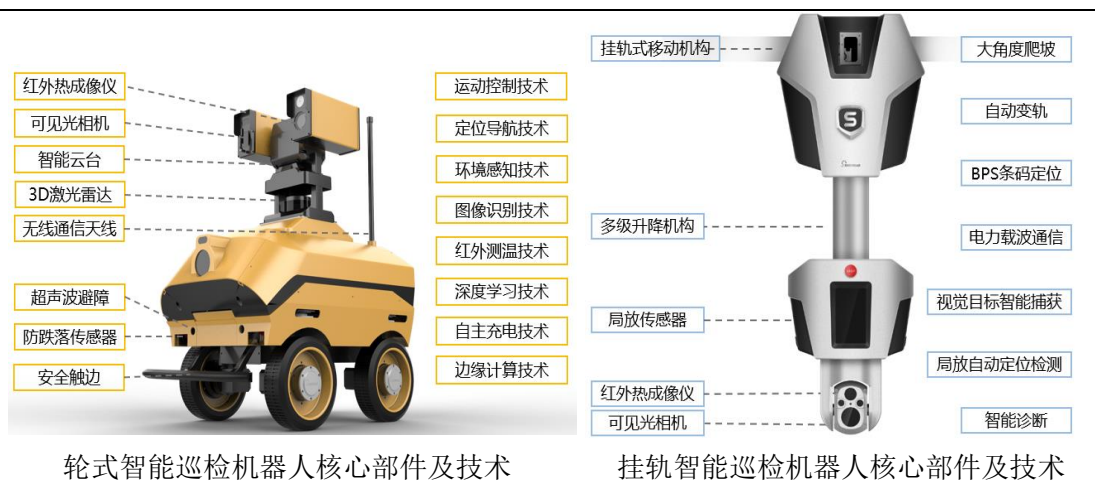 红外热成像仪
可见光相机
智能云台
3D激光雷达
无线通信天线
超声波避障
防跌落传感器
安全触边
运动控制技术
定位导航技术
环境感知技术
图像识别技术
红外测温技术
深度学习技术
自主充电技术
边缘计算技术
轮式智能巡检机器人核心部件及技术
挂轨式移动机构
多级升降机构
局放传感器
红外热成像仪
可见光相机
S
大角度爬坡
自动变轨
BPS条码定位
电力载波通信
视觉目标智能捕获
局放自动定位检测
智能诊断
挂轨智能巡检机器人核心部件及技术